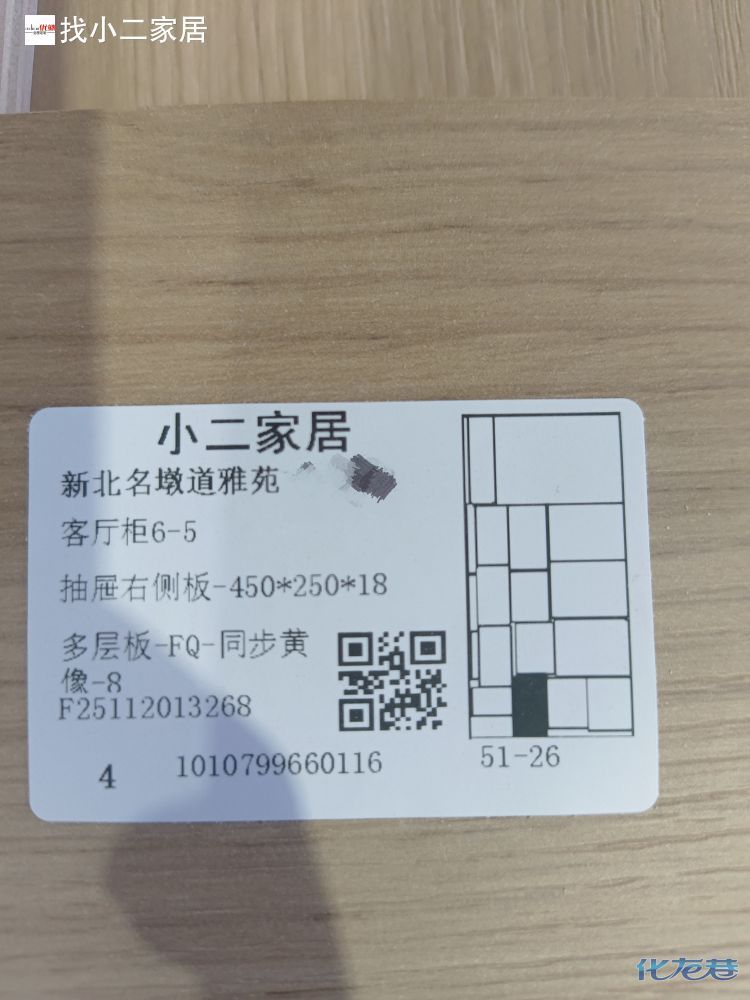 找小二家居
小二家居
新北名墩道雅苑
客厅柜6-5
抽屉右侧板-450*250*18
多层板-FQ-同步黄
像-8
F25112013268
4 1010799660116
51-26
化龙巷